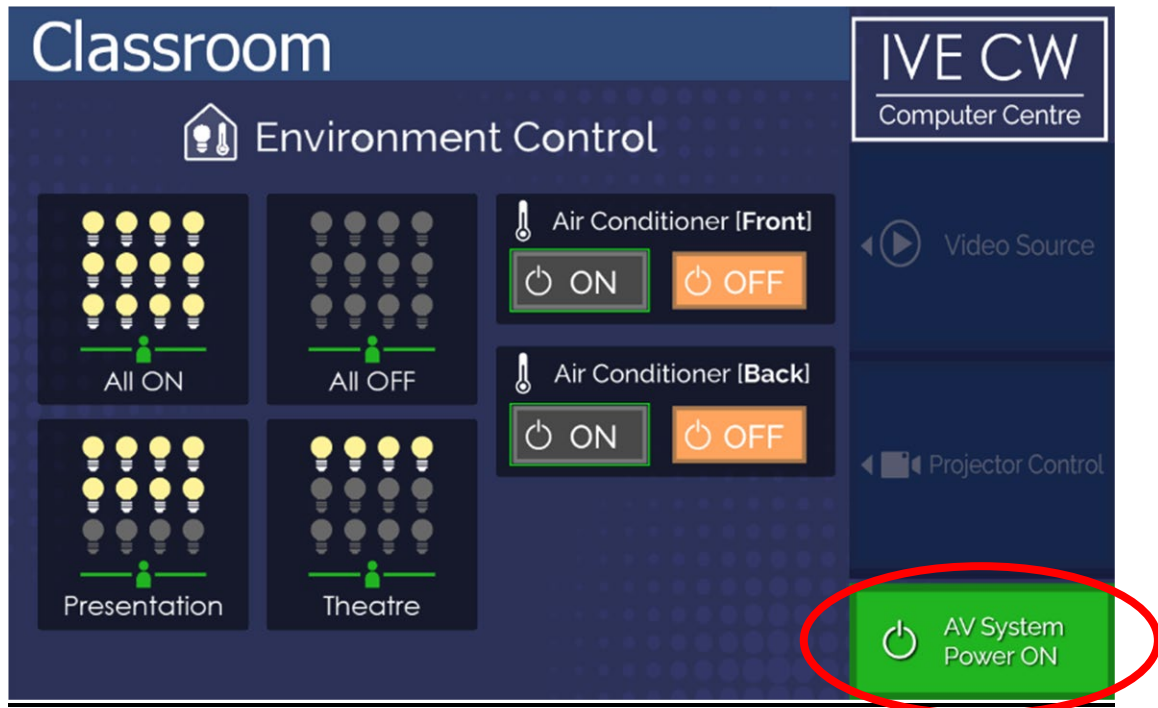 Classroom
IVE CW
Computer Centre
Environment Control
All ON
All OFF
Presentation
Theatre
Air Conditioner [Front]
ON
OFF
Air Conditioner [Back]
ON
OFF
Video Source
Projector Control
AV System
Power ON